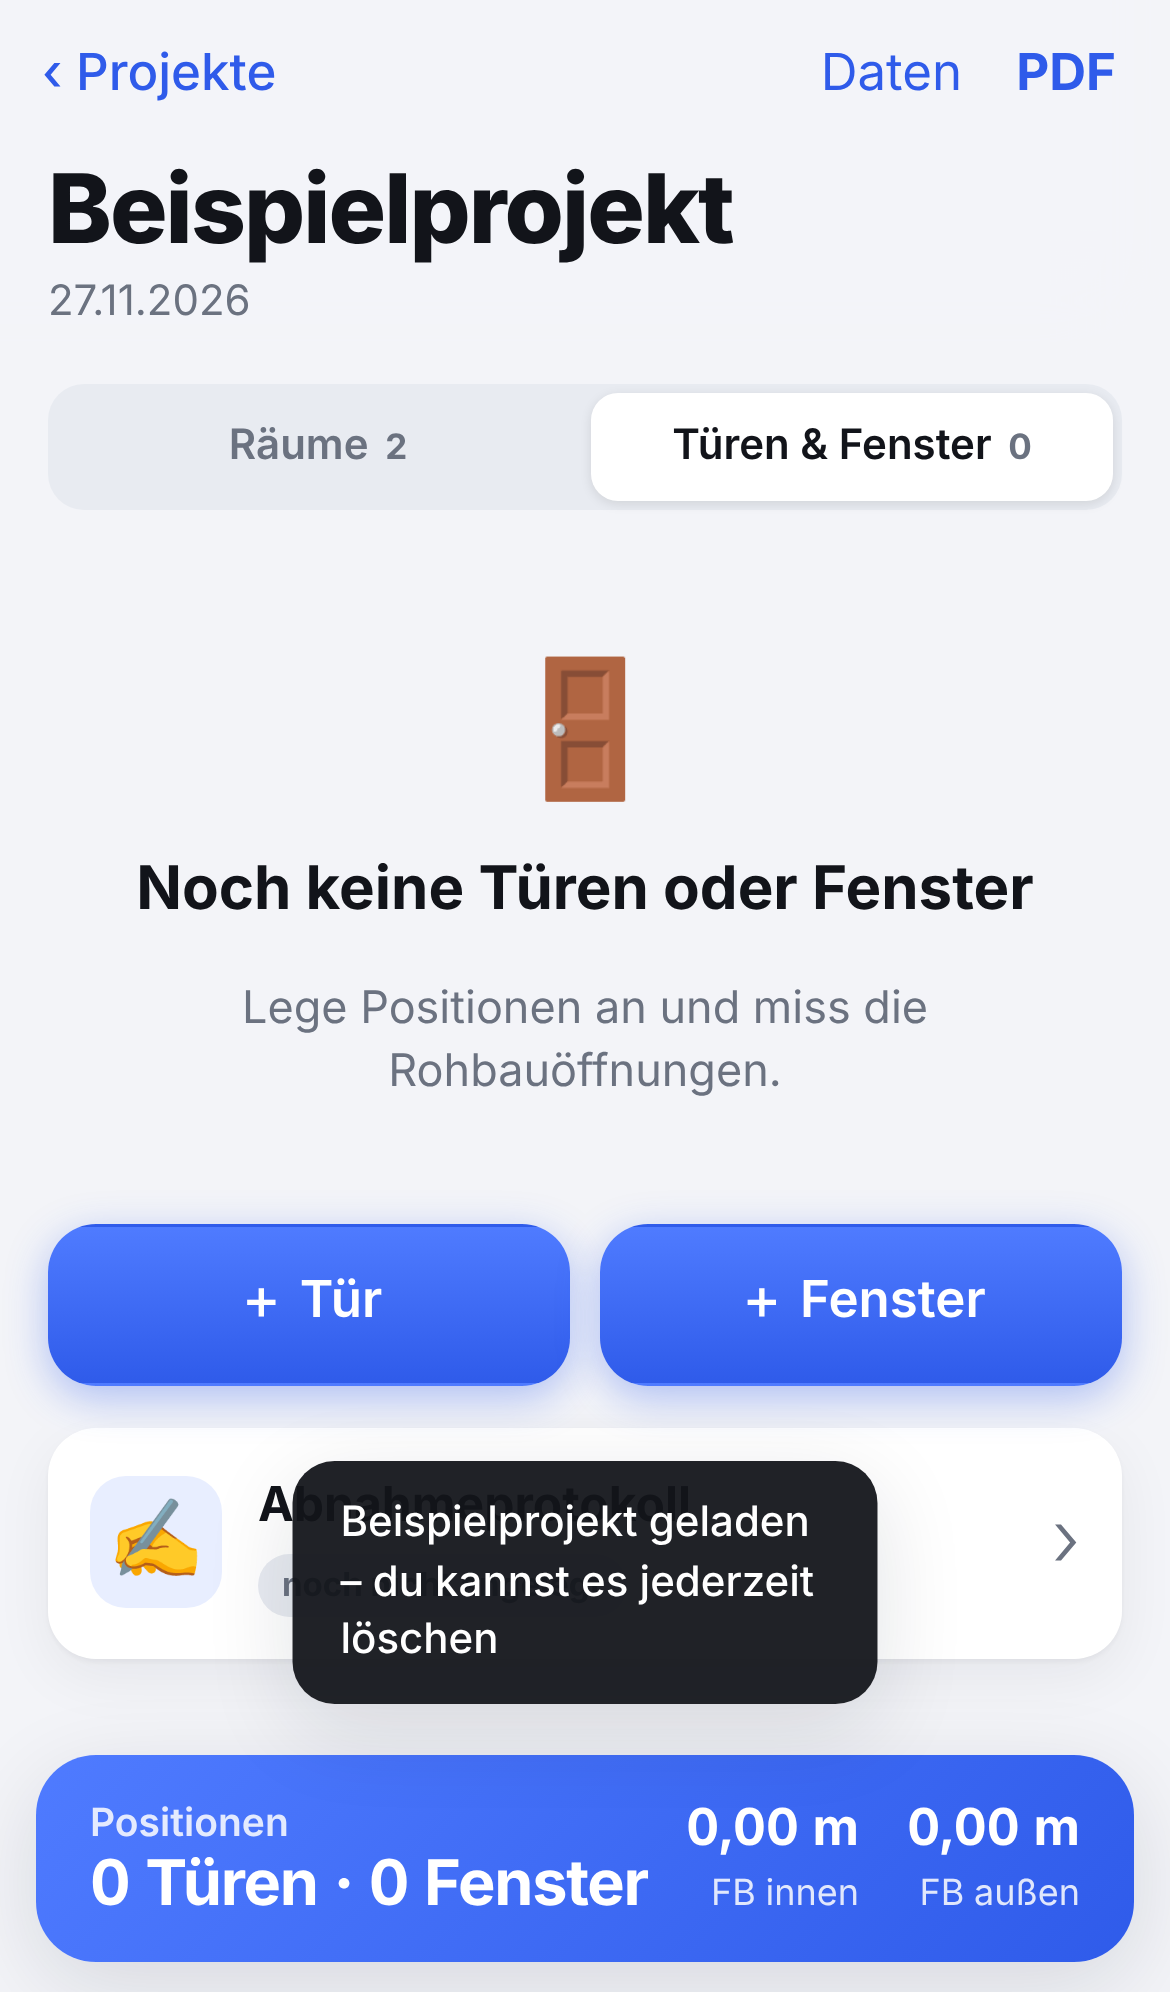 ‹ Projekte
Daten
PDF
Beispielprojekt
27.11.2026
Räume 2
Türen & Fenster 0
Noch keine Türen oder Fenster
Lege Positionen an und miss die
Rohbauöffnungen.
+ Tür
+ Fenster
Abnahmeprotokoll
noch
Beispielprojekt geladen
– du kannst es jederzeit
löschen
Positionen
0 Türen · 0 Fenster
0,00 m
FB innen
0,00 m
FB außen